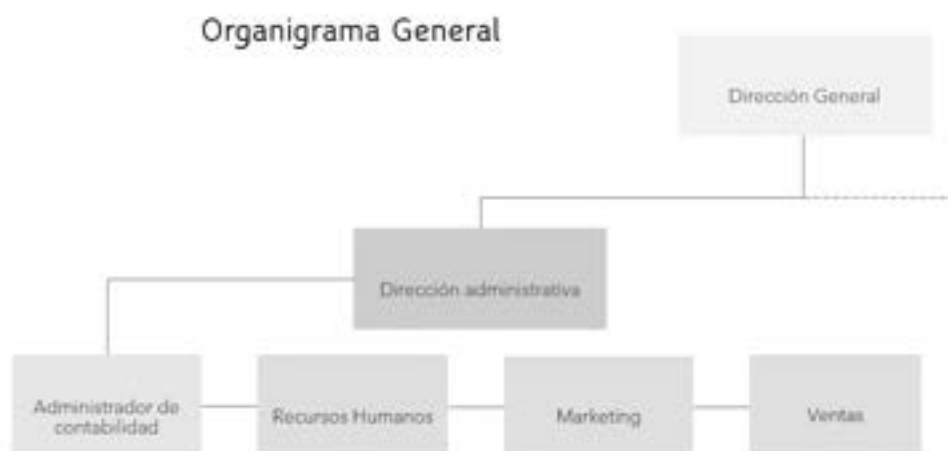 Organigrama General
Dirección General
Dirección administrativa
Administrador de
contabilidad
Recursos Humanos
Marketing
Ventas